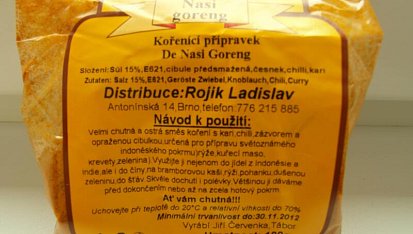 Nasi
goreng
Kořenící přípravek
De Nasi Goreng
Složení:Sůl 15%,E621,cibule předsmažená,česnek,chilli,kari
Zutaten: Salz 15%,E621,Geröste Zwiebel,Knoblauch,Chili,Curry
Distribuce:Rojík Ladislav
Antonínská 14,Brno telefon:776 215 885
Návod k použití:
Velmi chutná a ostrá směs koření s kari,chilli,zázvorem a
opraženou cibulí,určená pro přípravu světoznámého
indonéského pokrmu)rýže,kuřecí maso,
krevety,zelenina).Využijte ji nejenom do jídel z indonésie a
indie,ale i do číny na bramborovou kaši,rýži,pohanku,dušenou
zeleninu,do šťáv.Skvěle dochutí i polévky.Většinou ji dáváme
před dokončením nebo až na zcela hotový pokrm
Ať vám chutná!!!
Uchovejte při teplotě do 20°C a relativní vlhkosti do 70%
Minimální trvanlivost do:30.11.2012
Vyrábí Jiří Červenka,Tábor